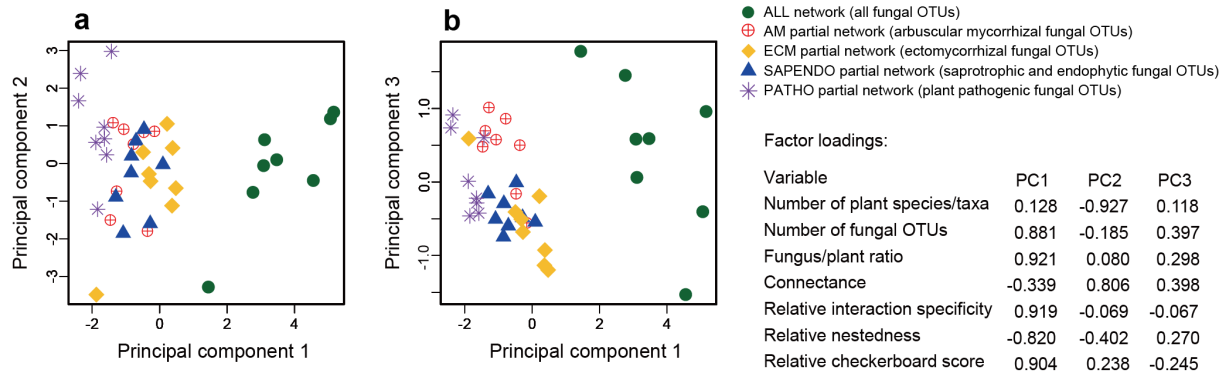 a
3
2
1
0
-1
-2
-3
-2
0
2
4
Principal component 2
Principal component 1
b
1.0
0.0
-1.0
-2
0
2
4
Principal component 3
Principal component 1
ALL network (all fungal OTUs)
AM partial network (arbuscular mycorrhizal fungal OTUs)
ECM partial network (ectomycorrhizal fungal OTUs)
SAPENDO partial network (saprotrophic and endophytic fungal OTUs)
PATHO partial network (plant pathogenic fungal OTUs)
Factor loadings:
Variable PC1 PC2 PC3
Number of plant species/taxa 0.128 -0.927 0.118
Number of fungal OTUs 0.881 -0.185 0.397
Fungus/plant ratio 0.921 0.080 0.298
Connectance -0.339 0.806 0.398
Relative interaction specificity 0.919 -0.069 -0.067
Relative nestedness -0.820 -0.402 0.270
Relative checkerboard score 0.904 0.238 -0.245